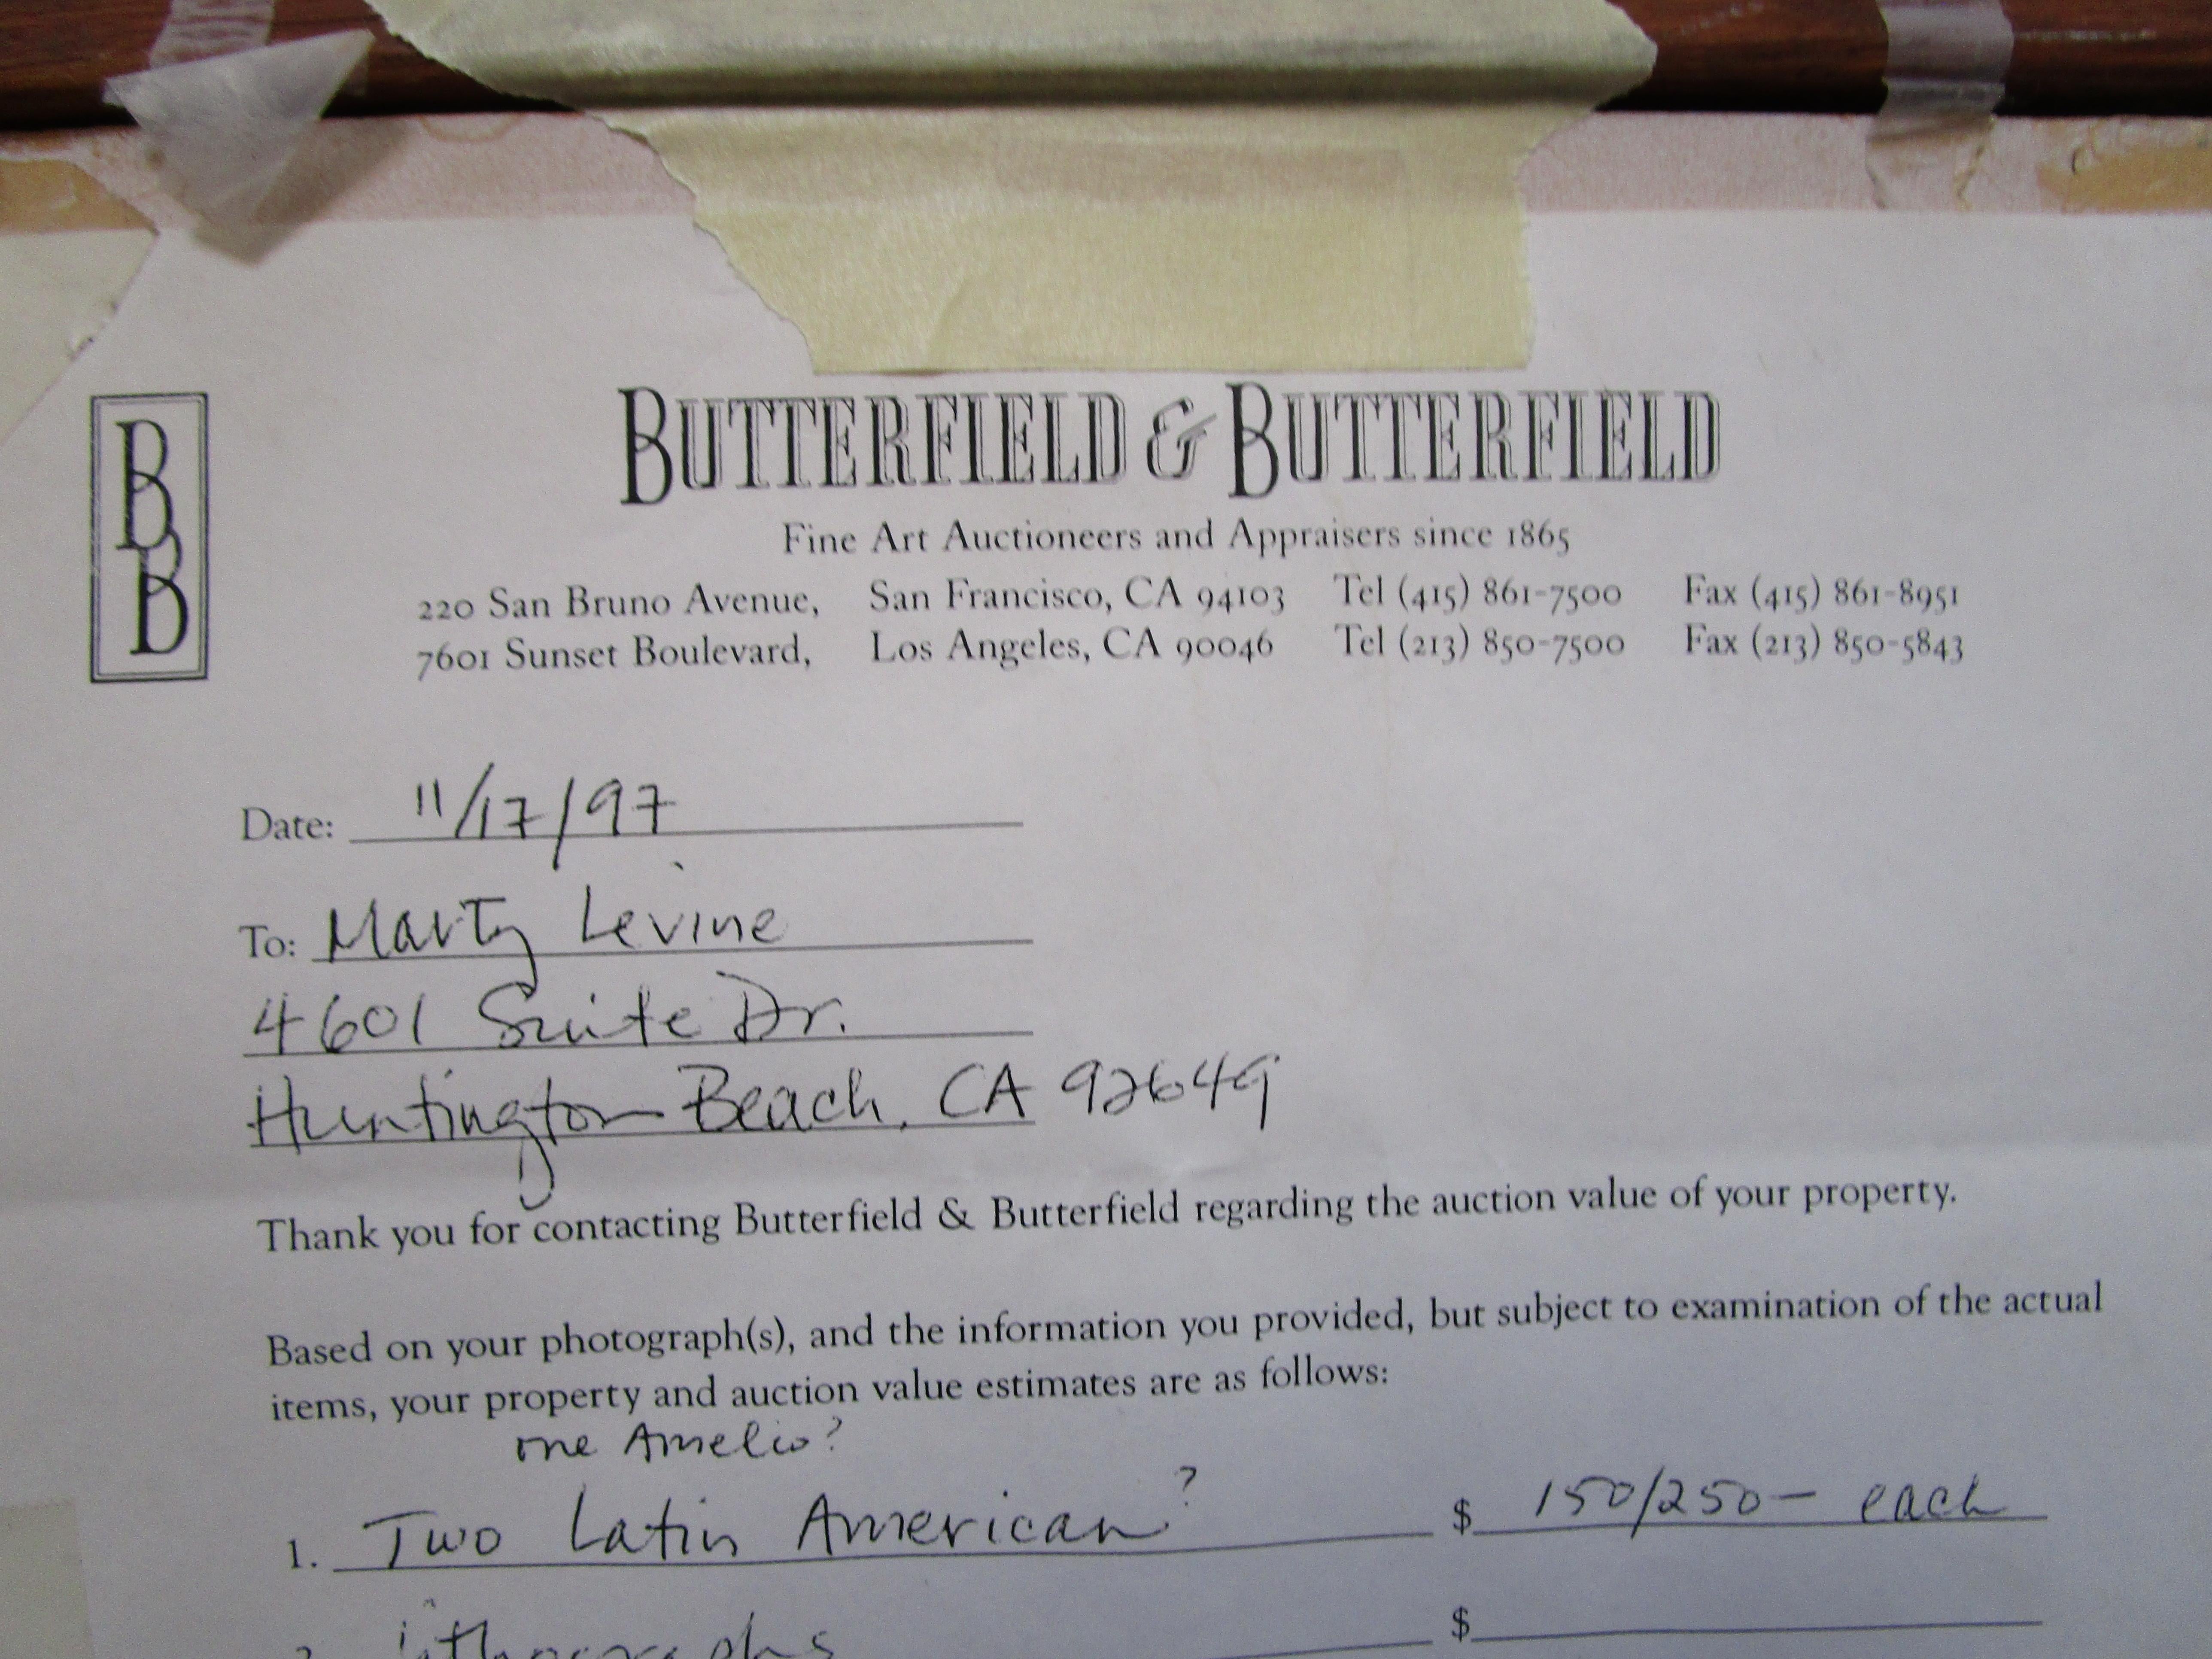 BBB
BUTTERFIELD & BUTTERFIELD
Fine Art Auctioneers and Appraisers since 1865
220 San Bruno Avenue, San Francisco, CA 94103 Tel (415) 861-7500 Fax (415) 861-8951
7601 Sunset Boulevard, Los Angeles, CA 90046 Tel (213) 850-7500 Fax (213) 850-5843
Date: 11/17/97
To: Marty Levine
4601 Suite Dr.
Huntington Beach, CA 92649
Thank you for contacting Butterfield & Butterfield regarding the auction value of your property.
Based on your photograph(s), and the information you provided, but subject to examination of the actual
items, your property and auction value estimates are as follows:
one Amelio?
1. Two Latin American? $ 150/250- each
2. lithographs $